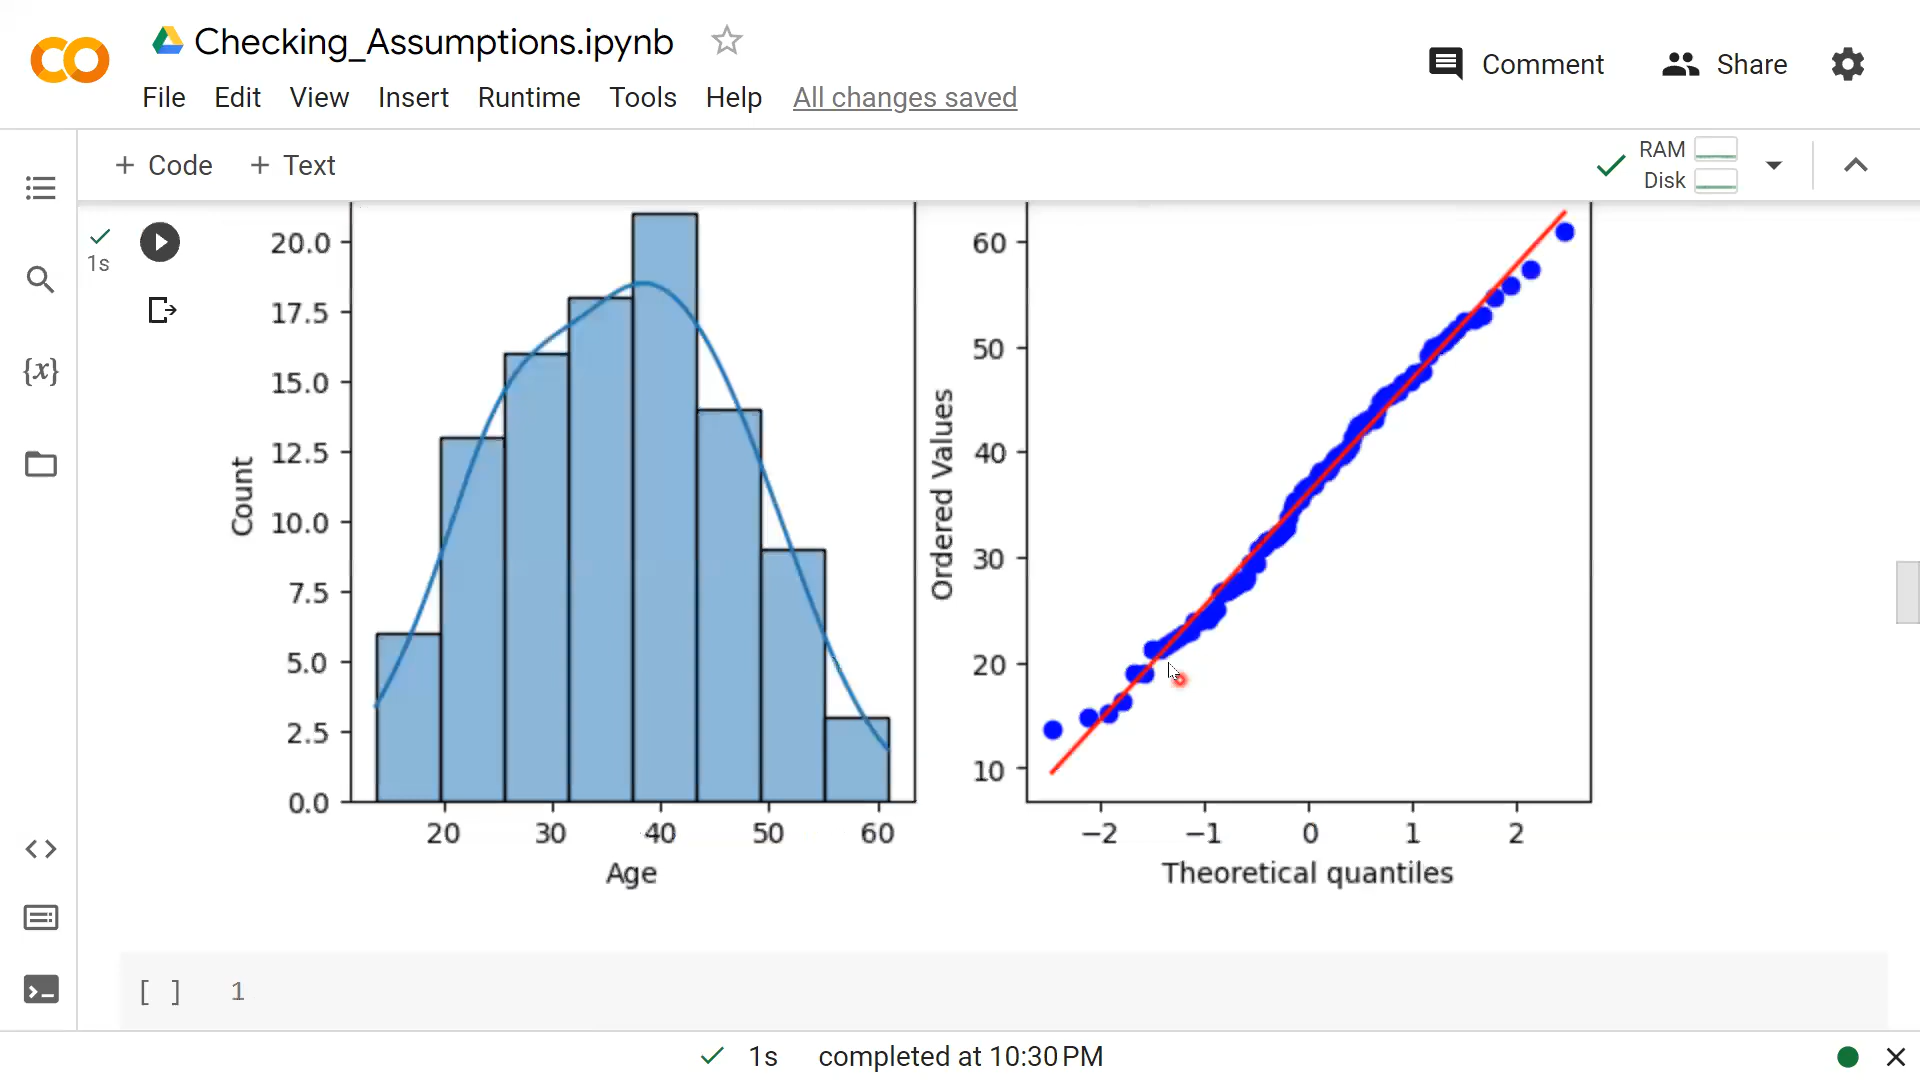 Checking_Assumptions.ipynb
File Edit View Insert Runtime Tools Help All changes saved
Comment
Share
+ Code + Text
RAM
Disk
1s
20.0
17.5
15.0
12.5
10.0
7.5
5.0
2.5
0.0
Count
20 30 40 50 60
Age
60
50
40
30
20
10
Ordered Values
−2 −1 0 1 2
Theoretical quantiles
{x}
[ ] 1
1s completed at 10:30 PM